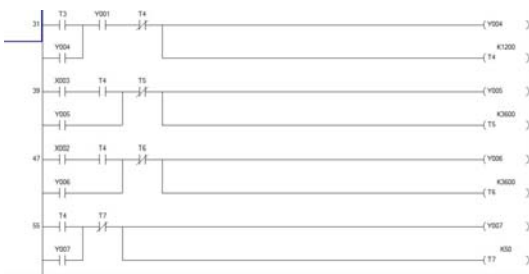 T3 Y001 T4
31 (Y004 )
Y004 K1200
(T4 )
X003 T4 T5
39 (Y005 )
Y005 K3600
(T5 )
X002 T4 T6
47 (Y006 )
Y006 K3600
(T6 )
T4 T7
55 (Y007 )
Y007 K50
(T7 )